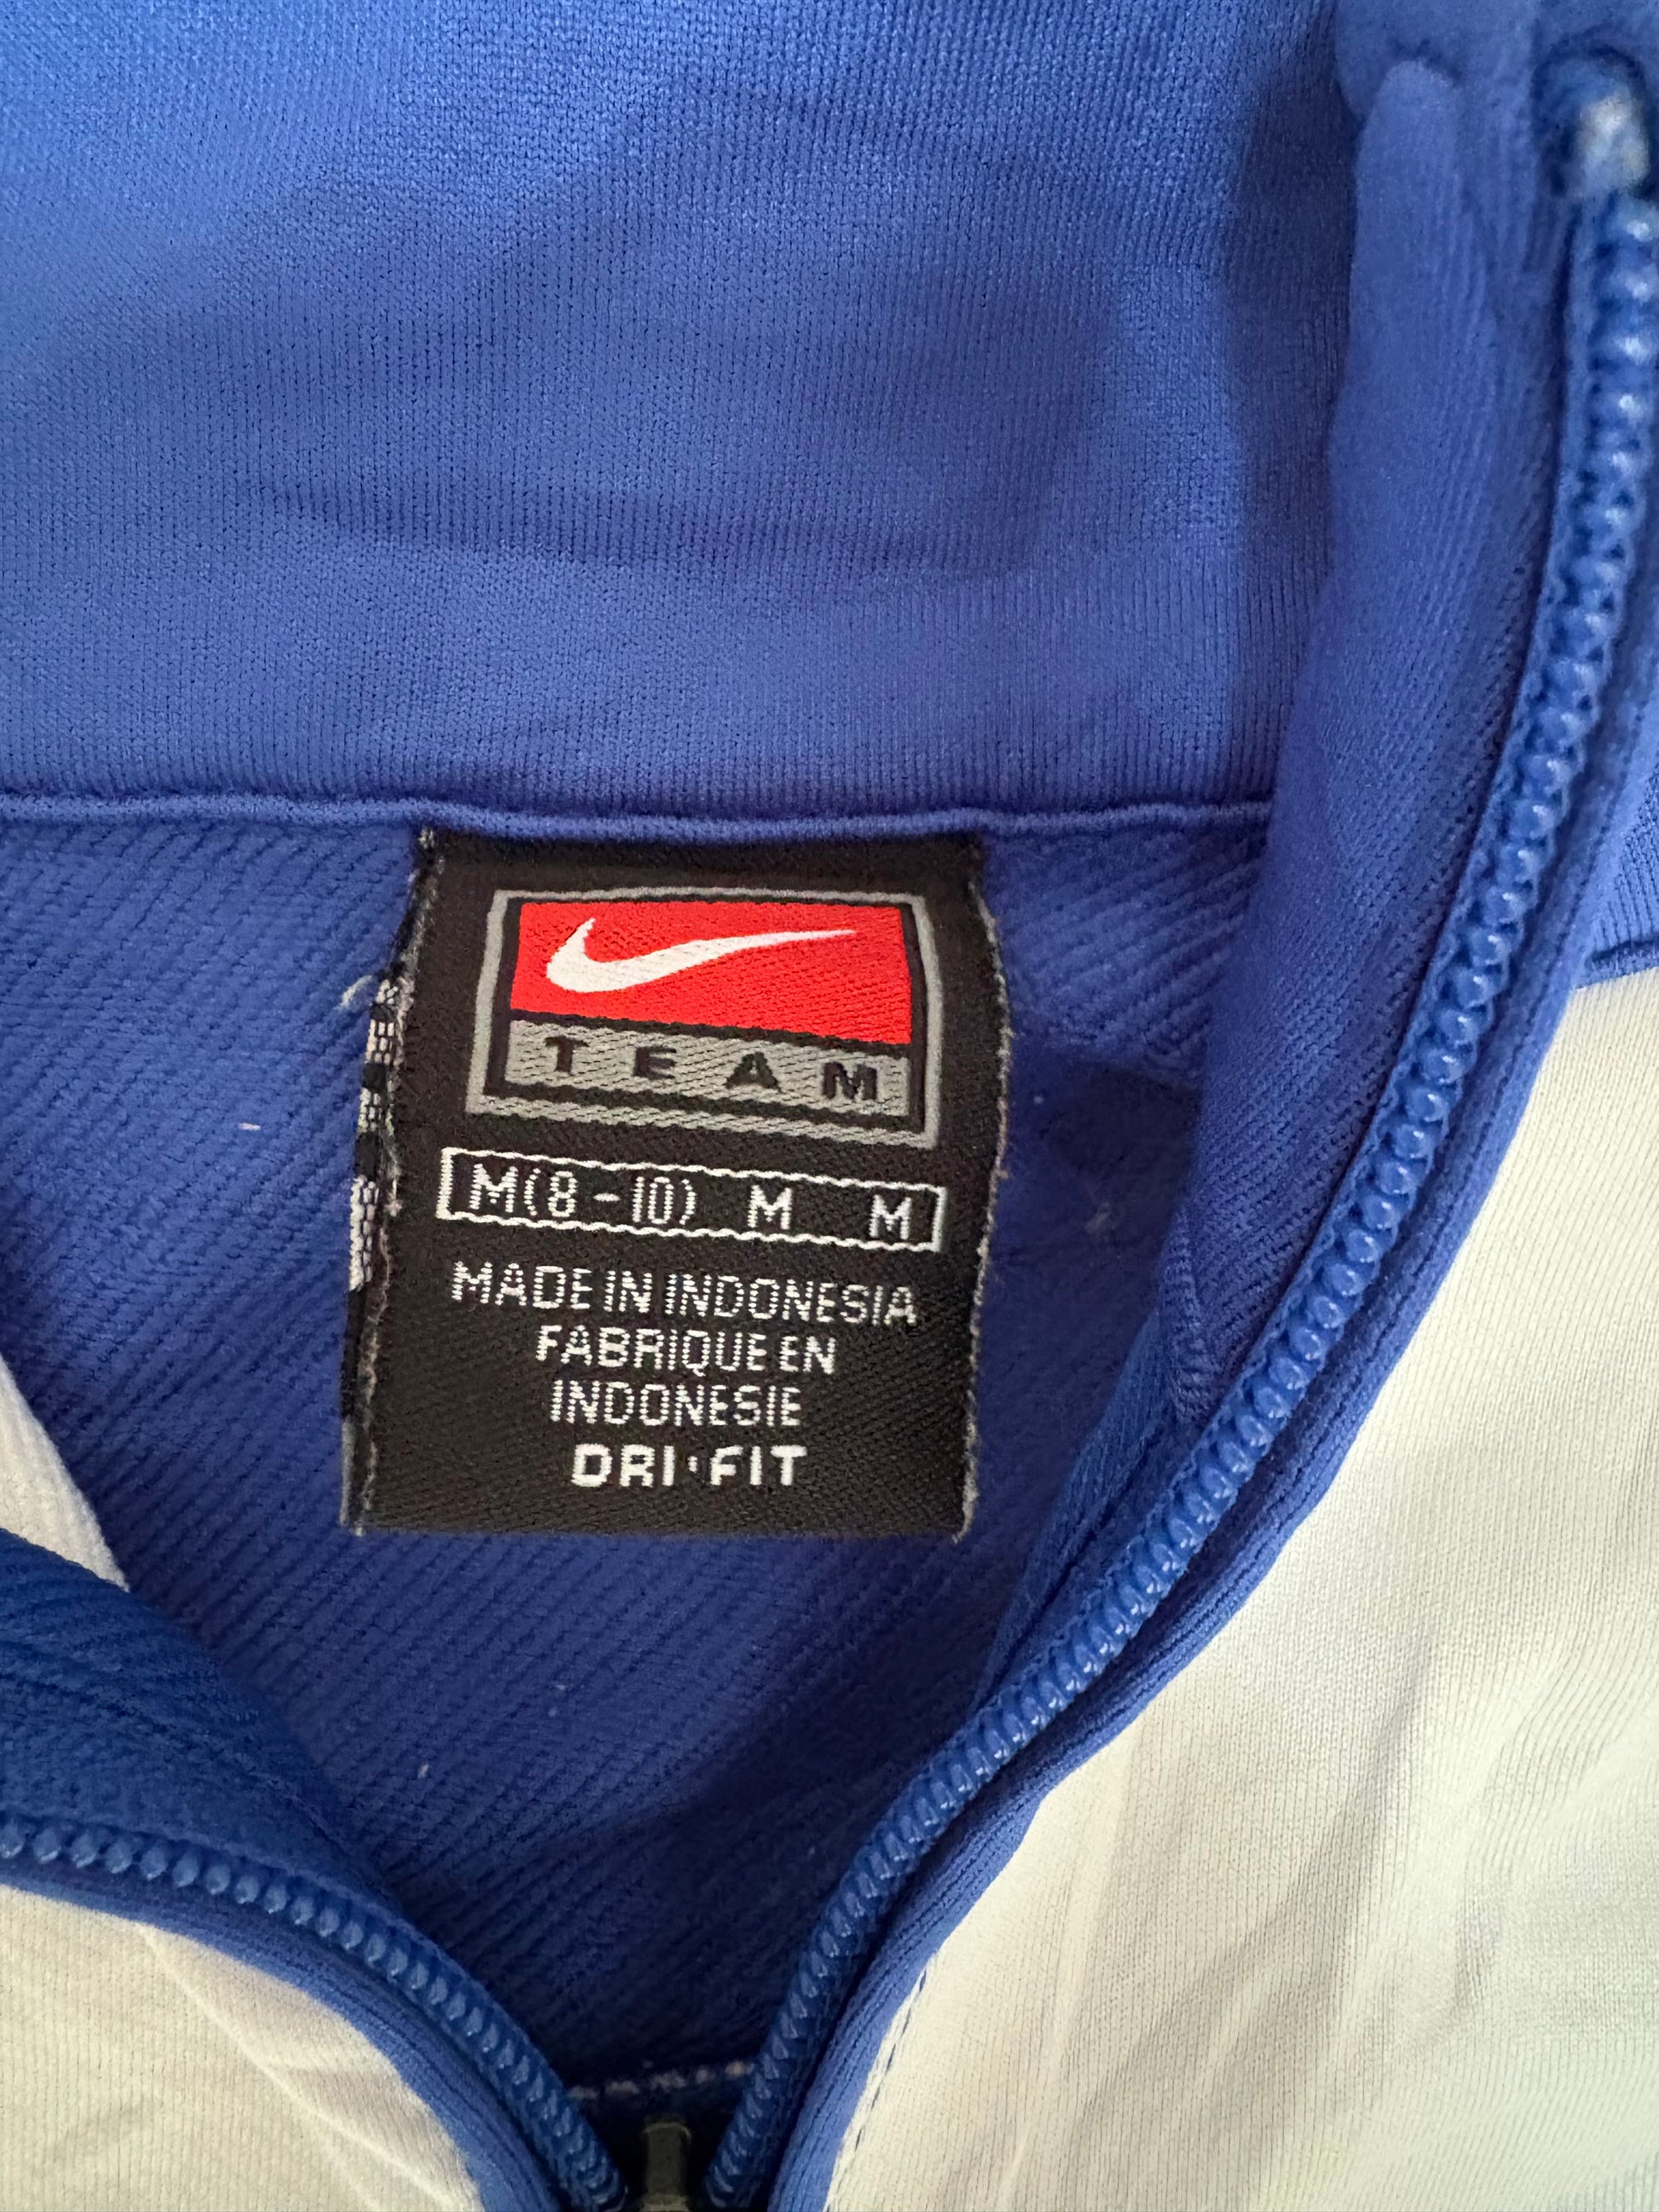 TEAM
M(8-10) M M
MADE IN INDONESIA
FABRIQUE EN
INDONESIE
DRI·FIT